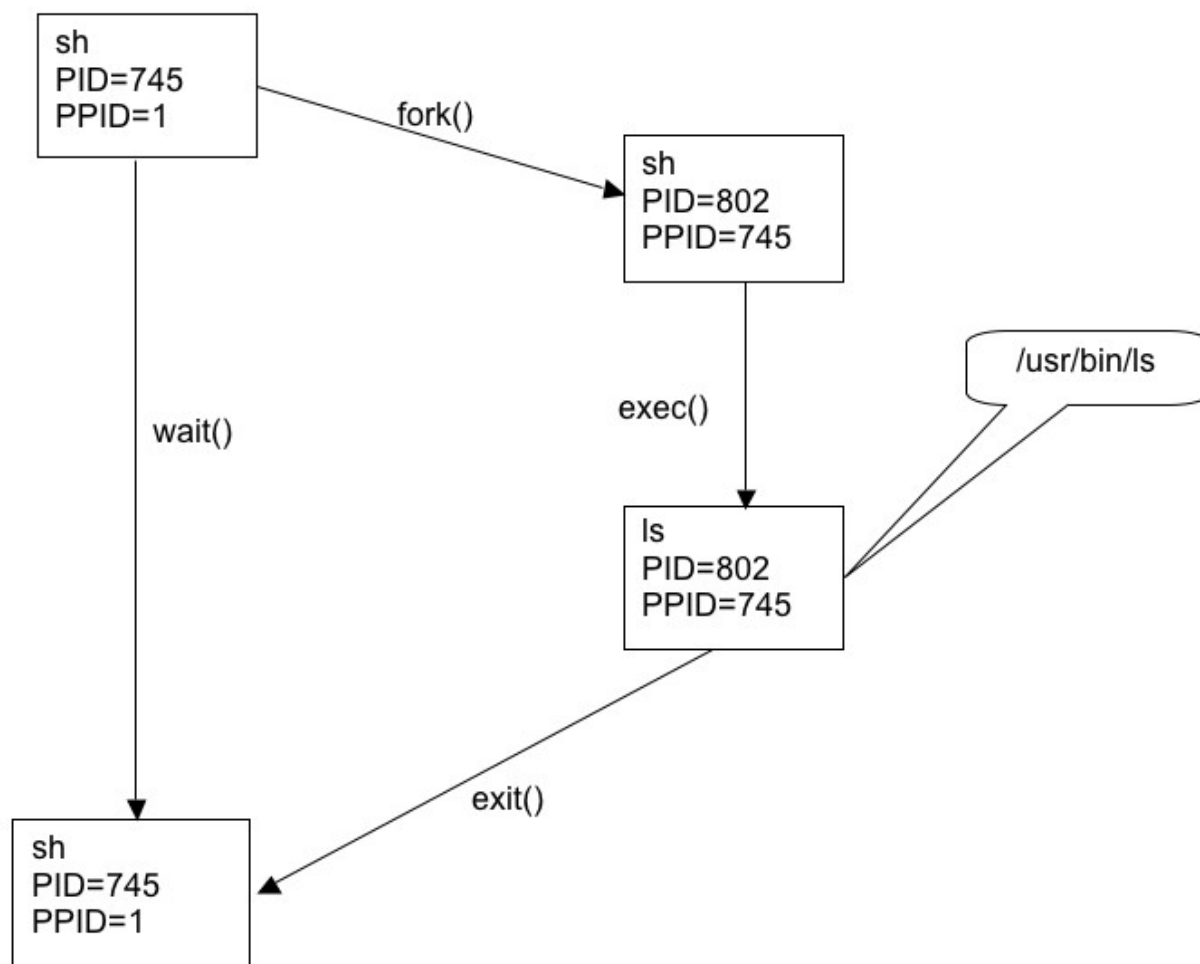 sh
PID=745
PPID=1
fork()
sh
PID=802
PPID=745
/usr/bin/ls
exec()
wait()
ls
PID=802
PPID=745
exit()
sh
PID=745
PPID=1